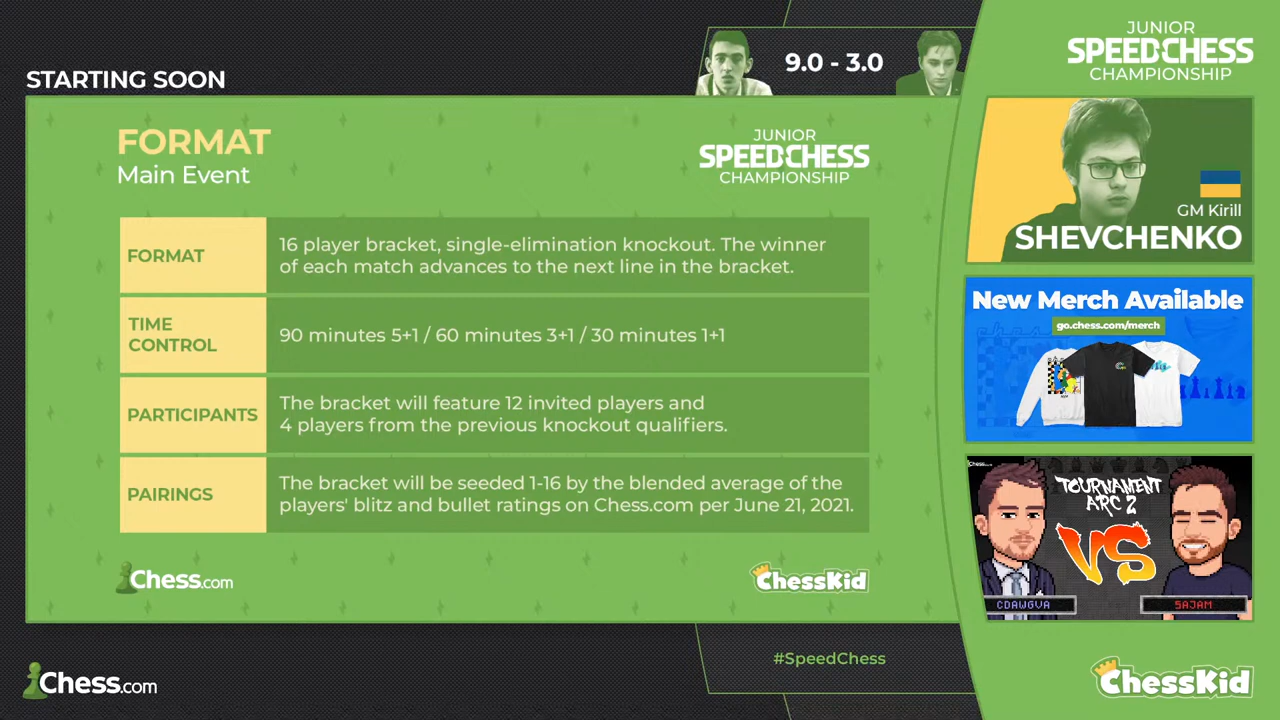 STARTING SOON
9.0 - 3.0
JUNIOR
SPEEDCHESS
CHAMPIONSHIP
FORMAT
Main Event
JUNIOR
SPEEDCHESS
CHAMPIONSHIP
FORMAT
16 player bracket, single-elimination knockout. The winner
of each match advances to the next line in the bracket.
TIME
CONTROL
90 minutes 5+1 / 60 minutes 3+1 / 30 minutes 1+1
PARTICIPANTS
The bracket will feature 12 invited players and
4 players from the previous knockout qualifiers.
PAIRINGS
The bracket will be seeded 1-16 by the blended average of the
players' blitz and bullet ratings on Chess.com per June 21, 2021.
Chess.com
ChessKid
GM Kirill
SHEVCHENKO
New Merch Available
go.chess.com/merch
Chess.com
TOURNAMENT
ARC 2
VS
CDAWGVA
5AJAM
#SpeedChess
Chess.com
ChessKid